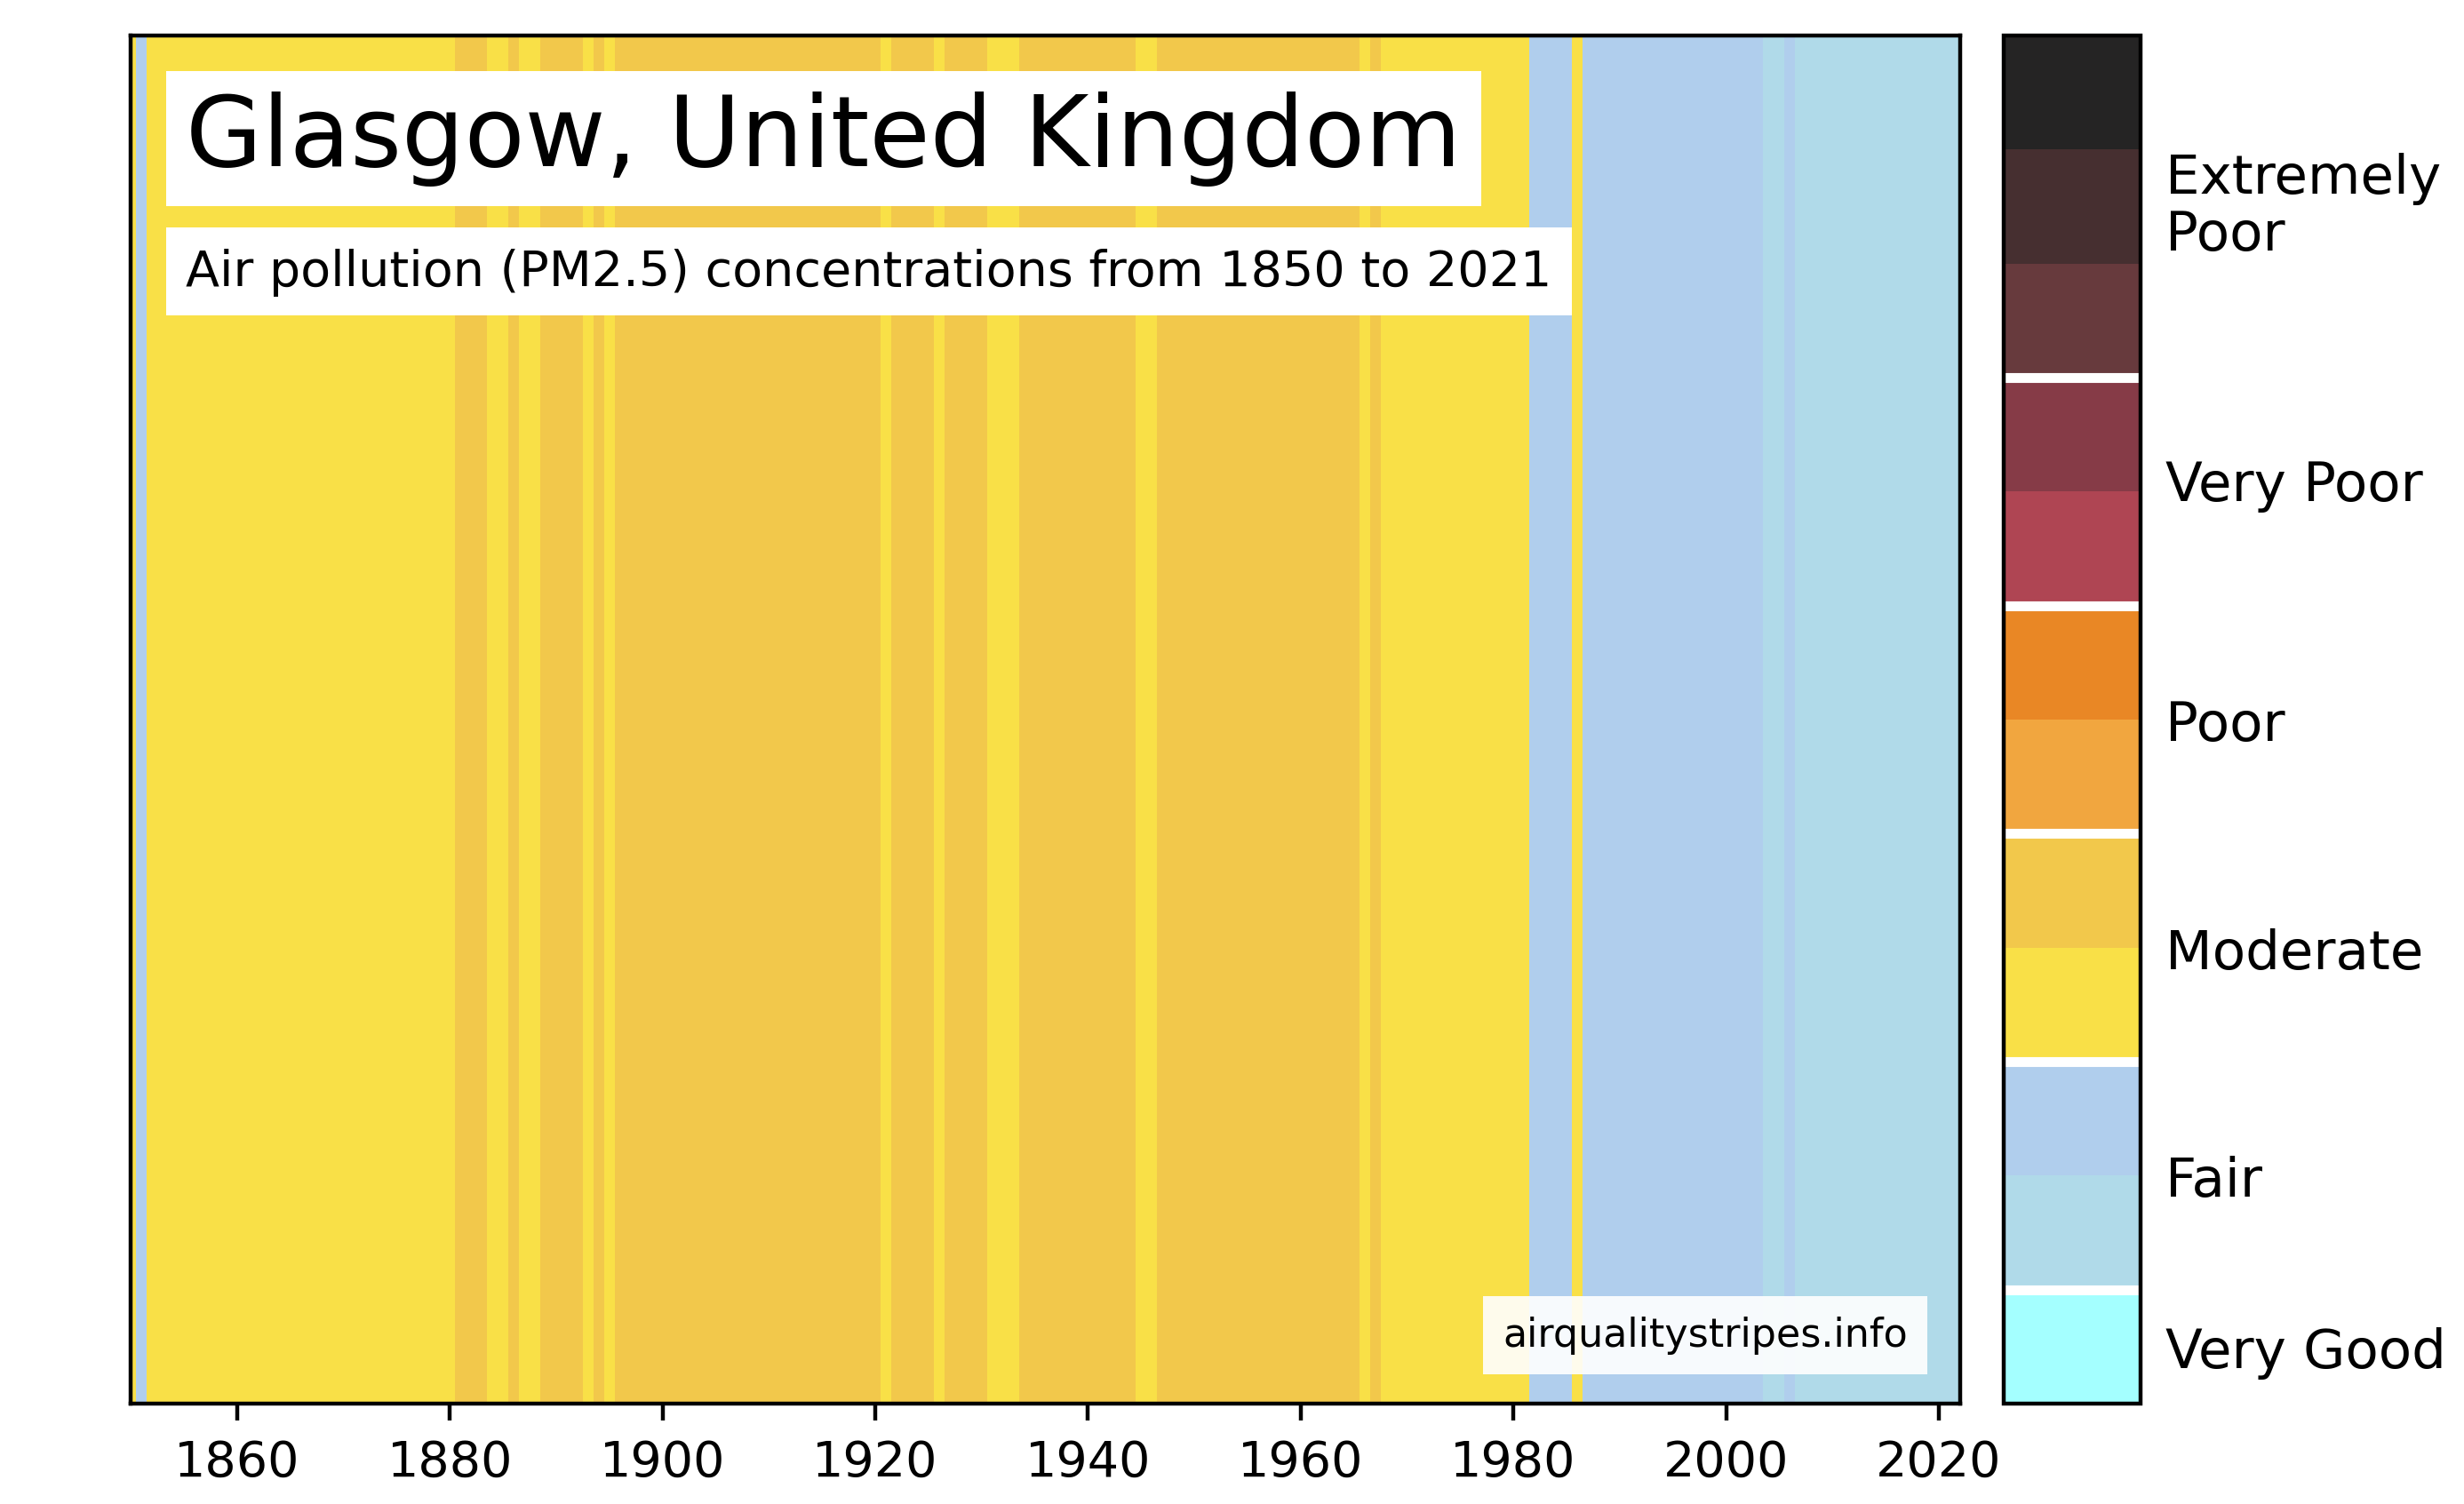 Glasgow, United Kingdom
Air pollution (PM2.5) concentrations from 1850 to 2021
airqualitystripes.info
1860 1880 1900 1920 1940 1960 1980 2000 2020
Extremely
Poor
Very Poor
Poor
Moderate
Fair
Very Good